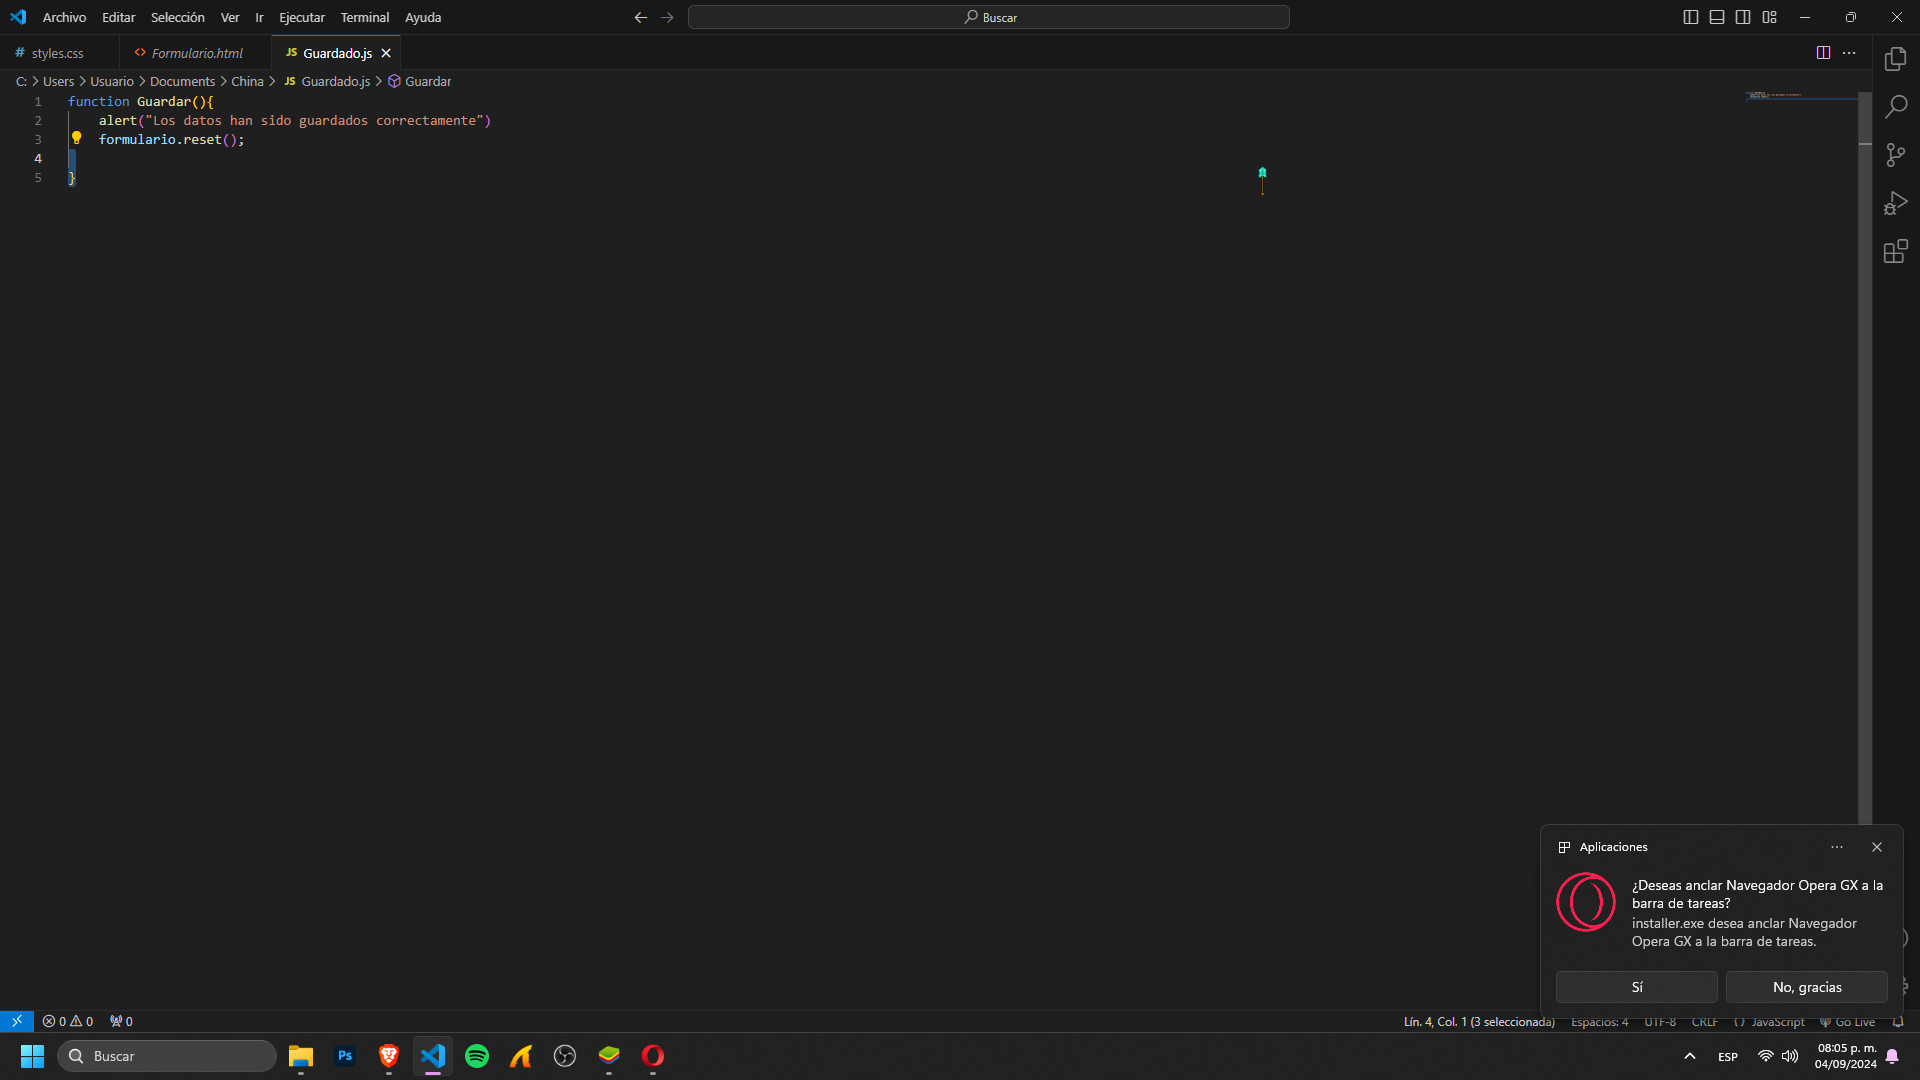 Archivo Editar Selección Ver Ir Ejecutar Terminal Ayuda
Buscar
# styles.css
Formulario.html
JS Guardado.js
C: > Users > Usuario > Documents > China > JS Guardado.js > Guardar
1 function Guardar(){
2 alert("Los datos han sido guardados correctamente")
3 formulario.reset();
4
5 }
Aplicaciones
¿Deseas anclar Navegador Opera GX a la
barra de tareas?
installer.exe desea anclar Navegador
Opera GX a la barra de tareas.
Sí
No, gracias
0 0 0
Lín. 4, Col. 1 (3 seleccionada) Espacios: 4 UTF-8 CRLF {} JavaScript Go Live
Buscar
Ps
ESP
08:05 p. m.
04/09/2024